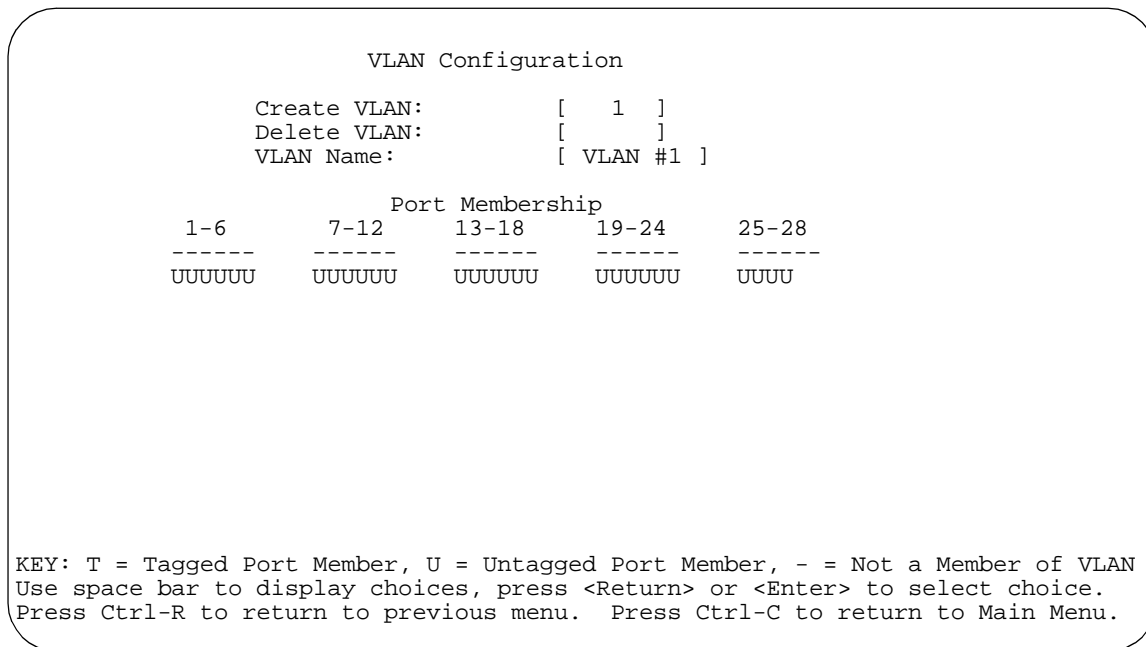 VLAN Configuration
Create VLAN: [ 1 ]
Delete VLAN: [ ]
VLAN Name: [ VLAN #1 ]
Port Membership
1-6 7-12 13-18 19-24 25-28
------ ------ ------ ------ ------
UUUUUU UUUUUU UUUUUU UUUUUU UUUU
KEY: T = Tagged Port Member, U = Untagged Port Member, - = Not a Member of VLAN
Use space bar to display choices, press <Return> or <Enter> to select choice.
Press Ctrl-R to return to previous menu. Press Ctrl-C to return to Main Menu.